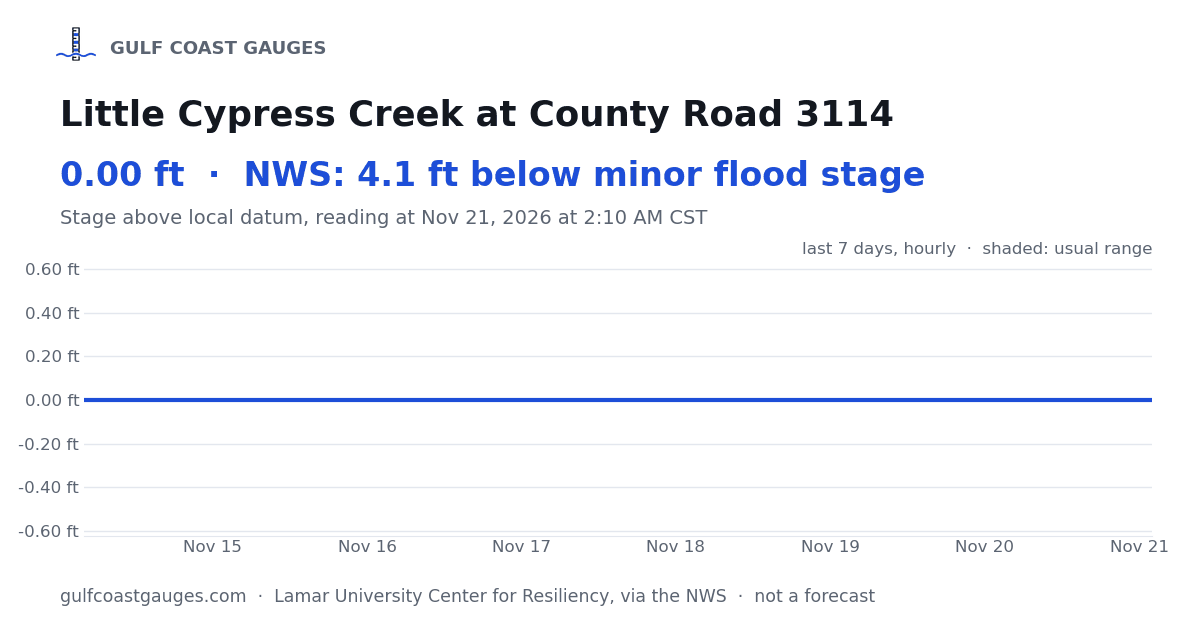 GULF COAST GAUGES
Little Cypress Creek at County Road 3114
0.00 ft · NWS: 4.1 ft below minor flood stage
Stage above local datum, reading at Nov 21, 2026 at 2:10 AM CST
last 7 days, hourly · shaded: usual range
0.60 ft
0.40 ft
0.20 ft
0.00 ft
-0.20 ft
-0.40 ft
-0.60 ft
Nov 15 Nov 16 Nov 17 Nov 18 Nov 19 Nov 20 Nov 21
gulfcoastgauges.com · Lamar University Center for Resiliency, via the NWS · not a forecast